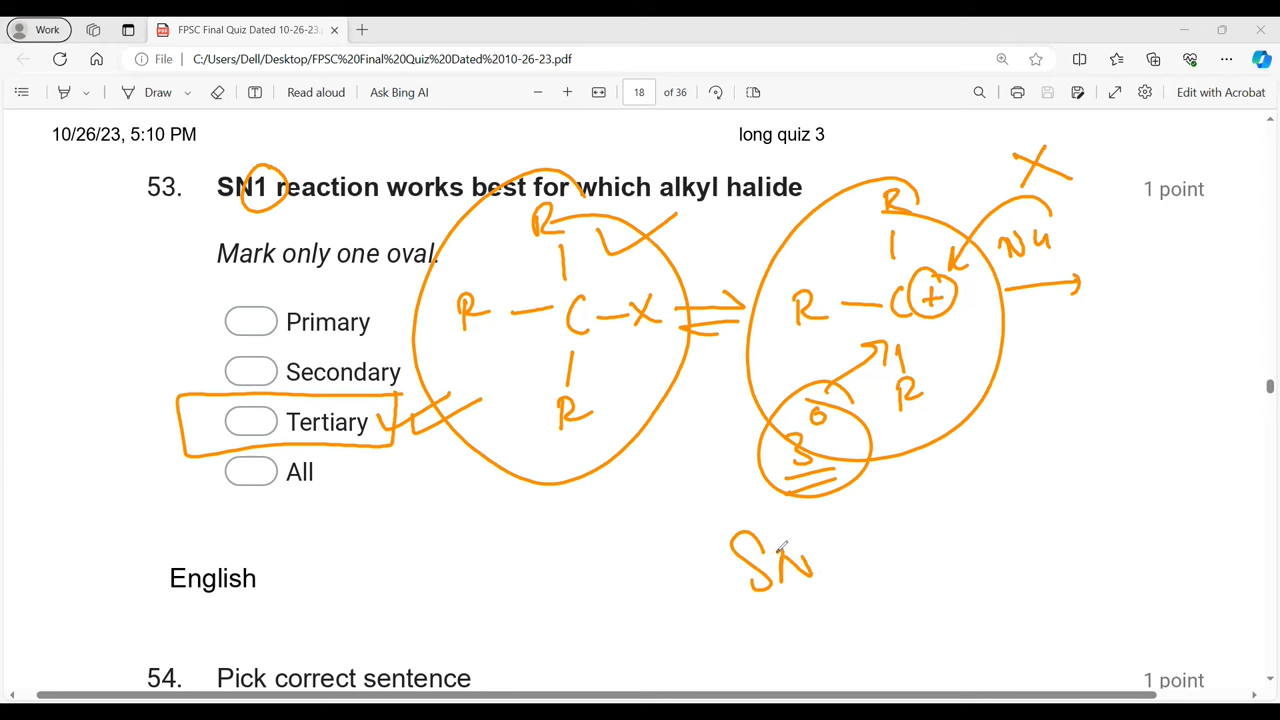 Work
FPSC Final Quiz Dated 10-26-23.
File
C:/Users/Dell/Desktop/FPSC%20Final%20Quiz%20Dated%2010-26-23.pdf
Draw
Read aloud
Ask Bing AI
18 of 36
Edit with Acrobat
10/26/23, 5:10 PM
long quiz 3
53. SN1 reaction works best for which alkyl halide
1 point
Mark only one oval.
Primary
Secondary
Tertiary
All
R
R — C — X
R
R
R — C +
R
Nu
X
3°
SN
English
54. Pick correct sentence
1 point